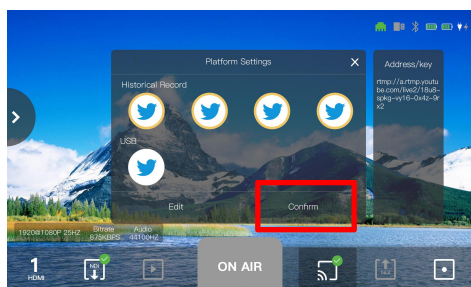 Platform Settings
Address/key
Historical Record
rtmp://a.rtmp.youtu
be.com/live2/18u8-
spkg-vy16-0x4z-9r
x2
USB
Edit
Confirm
1920@1080P 25HZ
Bitrate
875KBPS
Audio
44100HZ
1
HDMI
NDI
ON AIR